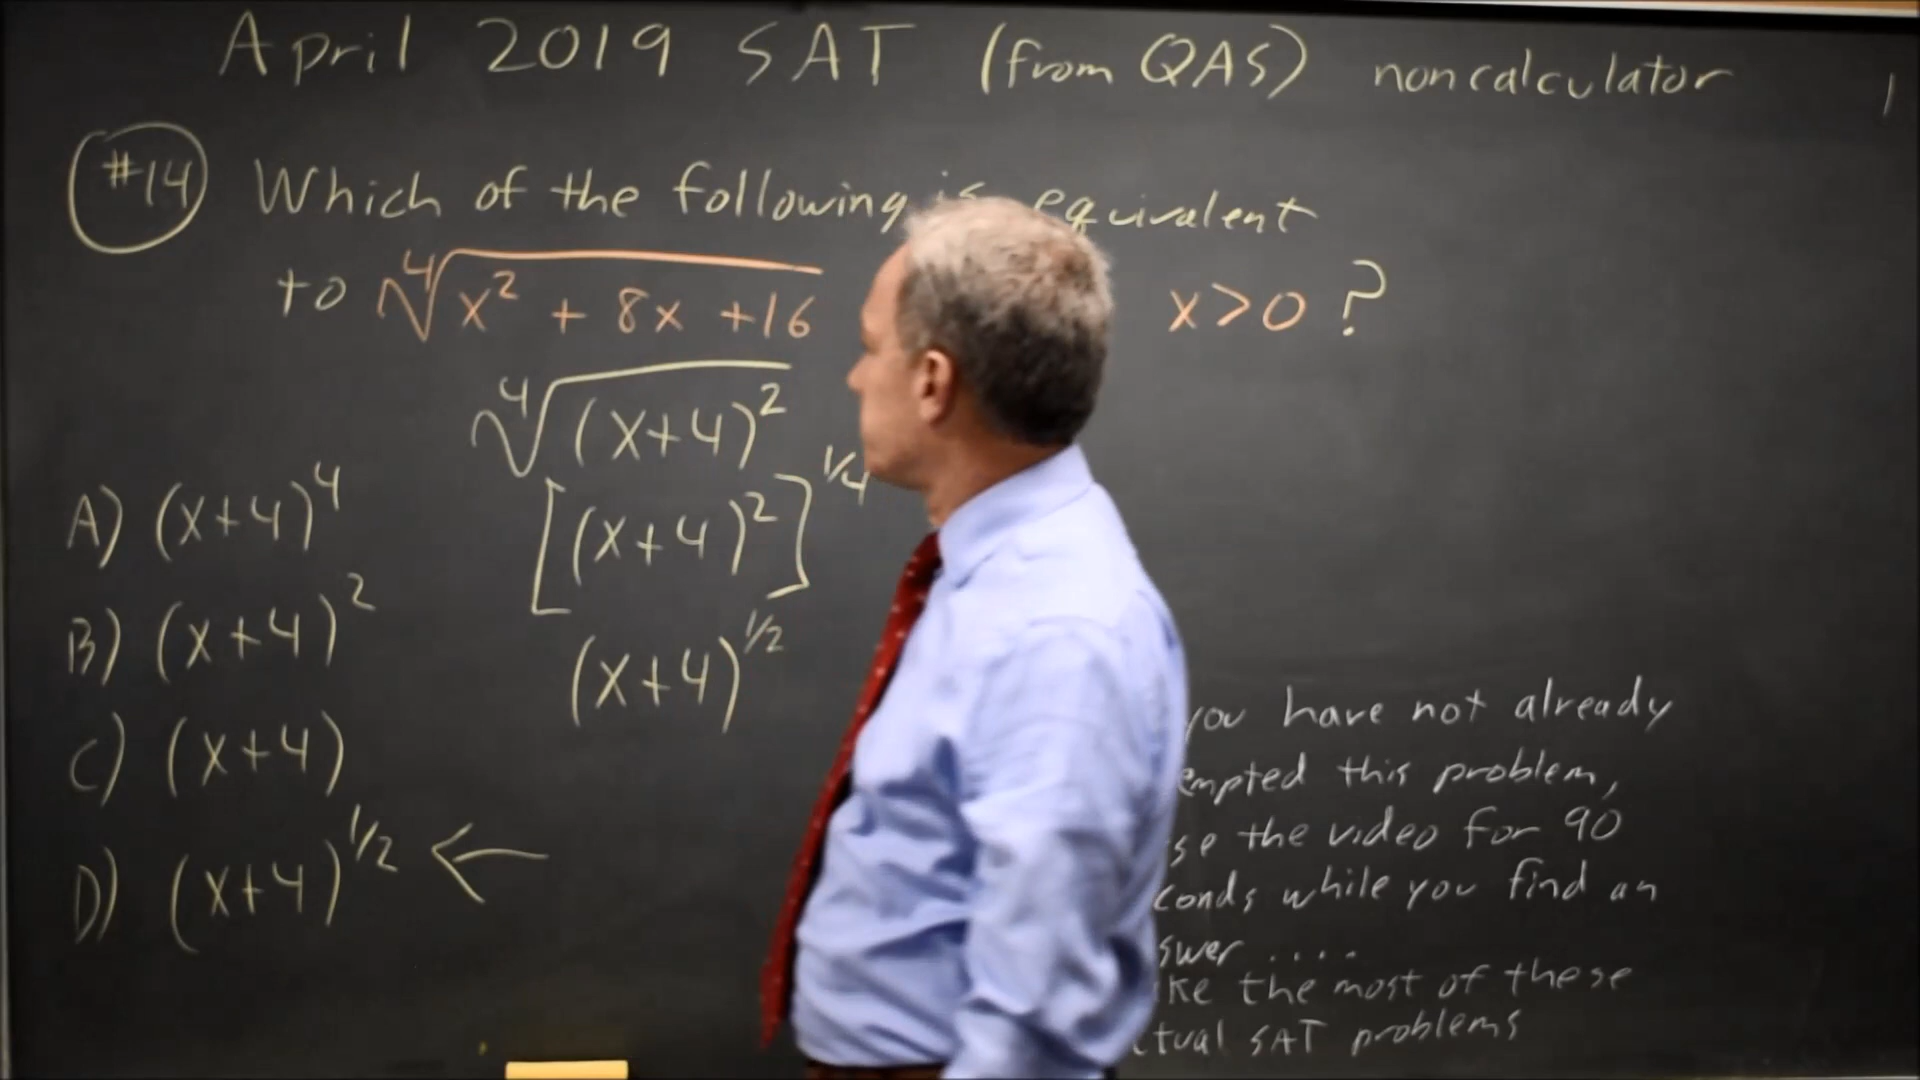 April 2019 SAT (from QAS) noncalculator 1
#14 Which of the following is equivalent
to ∜(x² + 8x + 16) x>0 ?
∜((x+4)²)
[(x+4)²]^1/4
(x+4)^1/2
A) (x+4)⁴
B) (x+4)²
C) (x+4)
D) (x+4)^1/2 ←
you have not already
this problem,
the video for 90
while you find an
....
the most of these
SAT problems